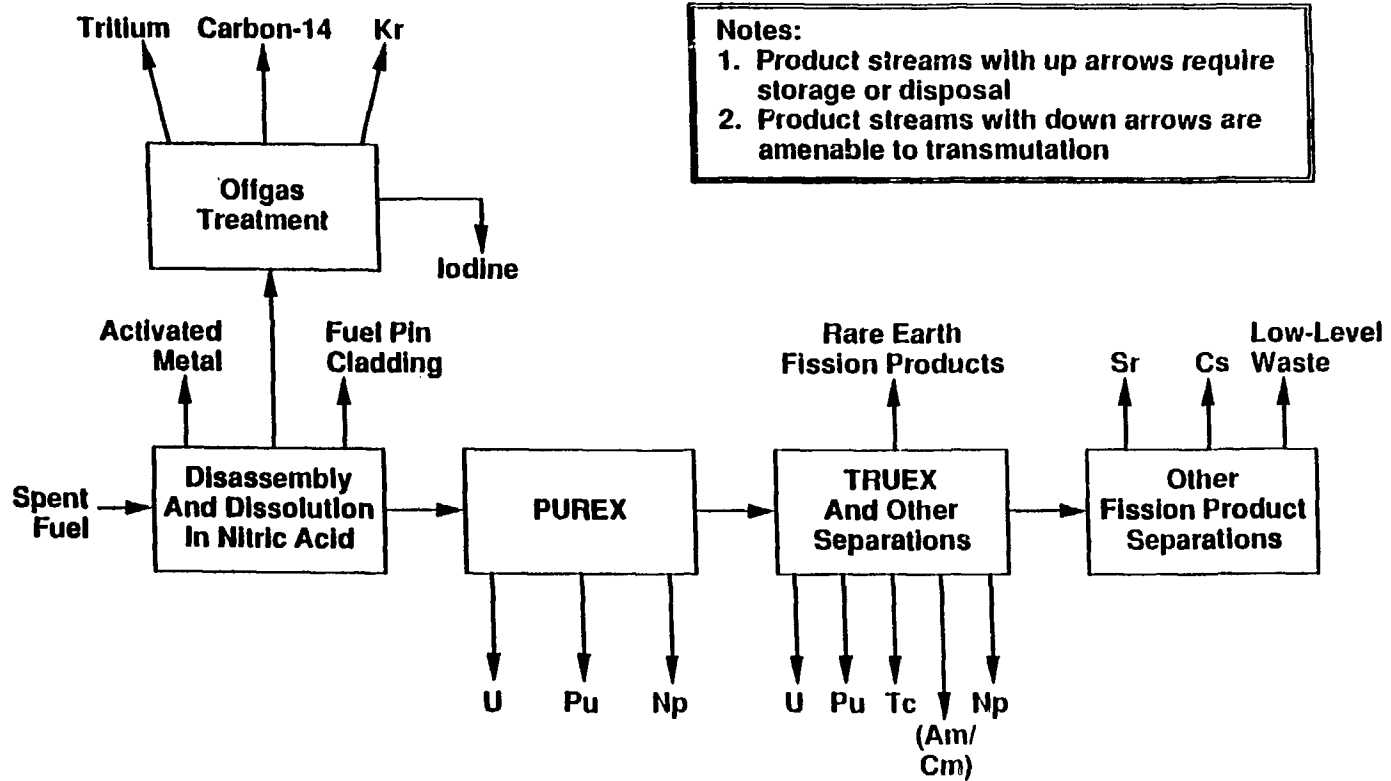 Tritium Carbon-14 Kr
Notes:
1. Product streams with up arrows require
storage or disposal
2. Product streams with down arrows are
amenable to transmutation
Offgas
Treatment
Iodine
Activated
Metal
Fuel Pin
Cladding
Rare Earth
Fission Products
Sr
Cs
Low-Level
Waste
Spent
Fuel
Disassembly
And Dissolution
In Nitric Acid
PUREX
TRUEX
And Other
Separations
Other
Fission Product
Separations
U Pu Np
U Pu Tc Np
(Am/
Cm)